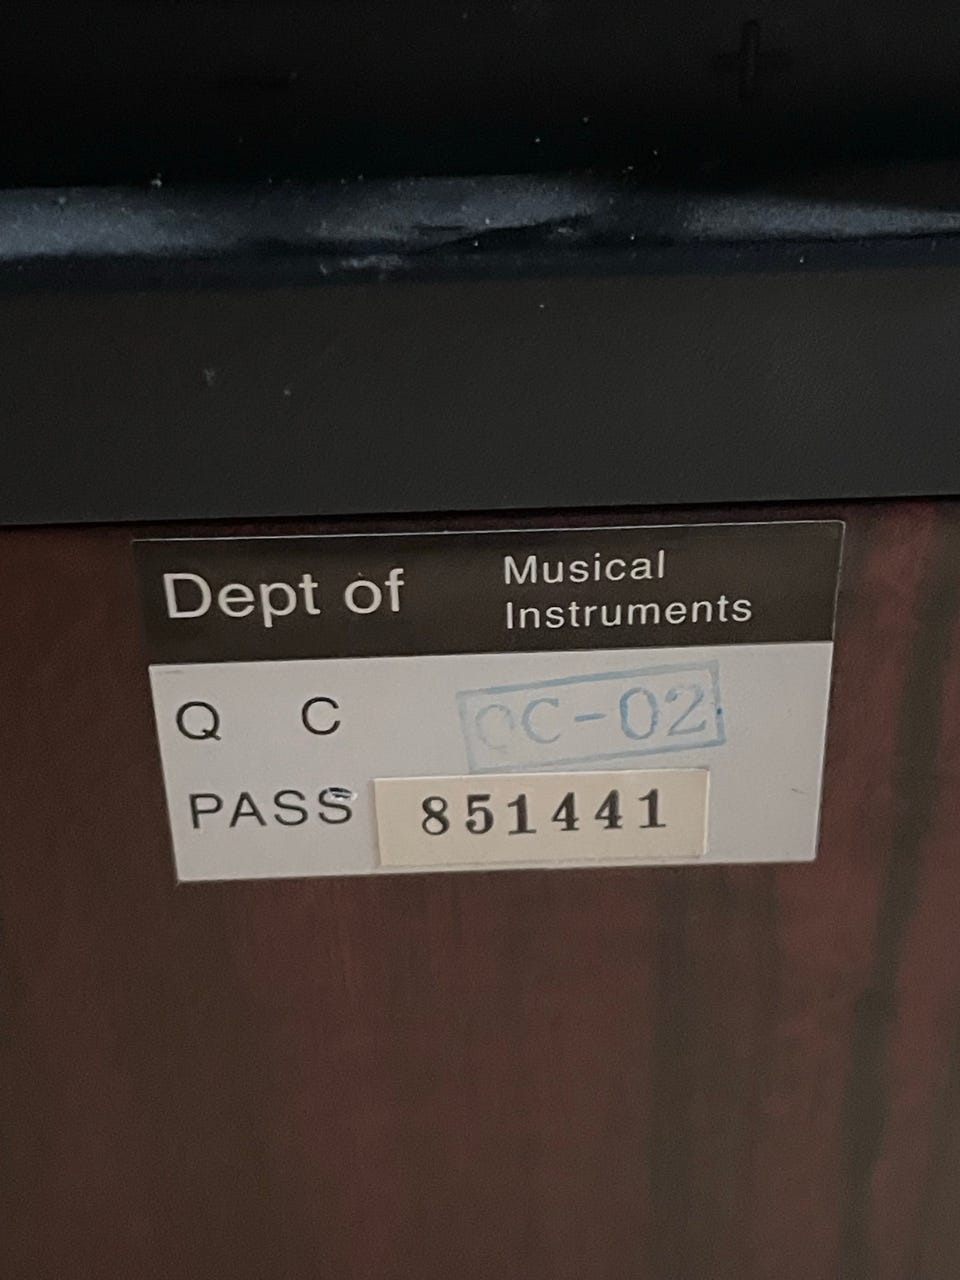 Dept of Musical Instruments
Q C QC-02
PASS 851441